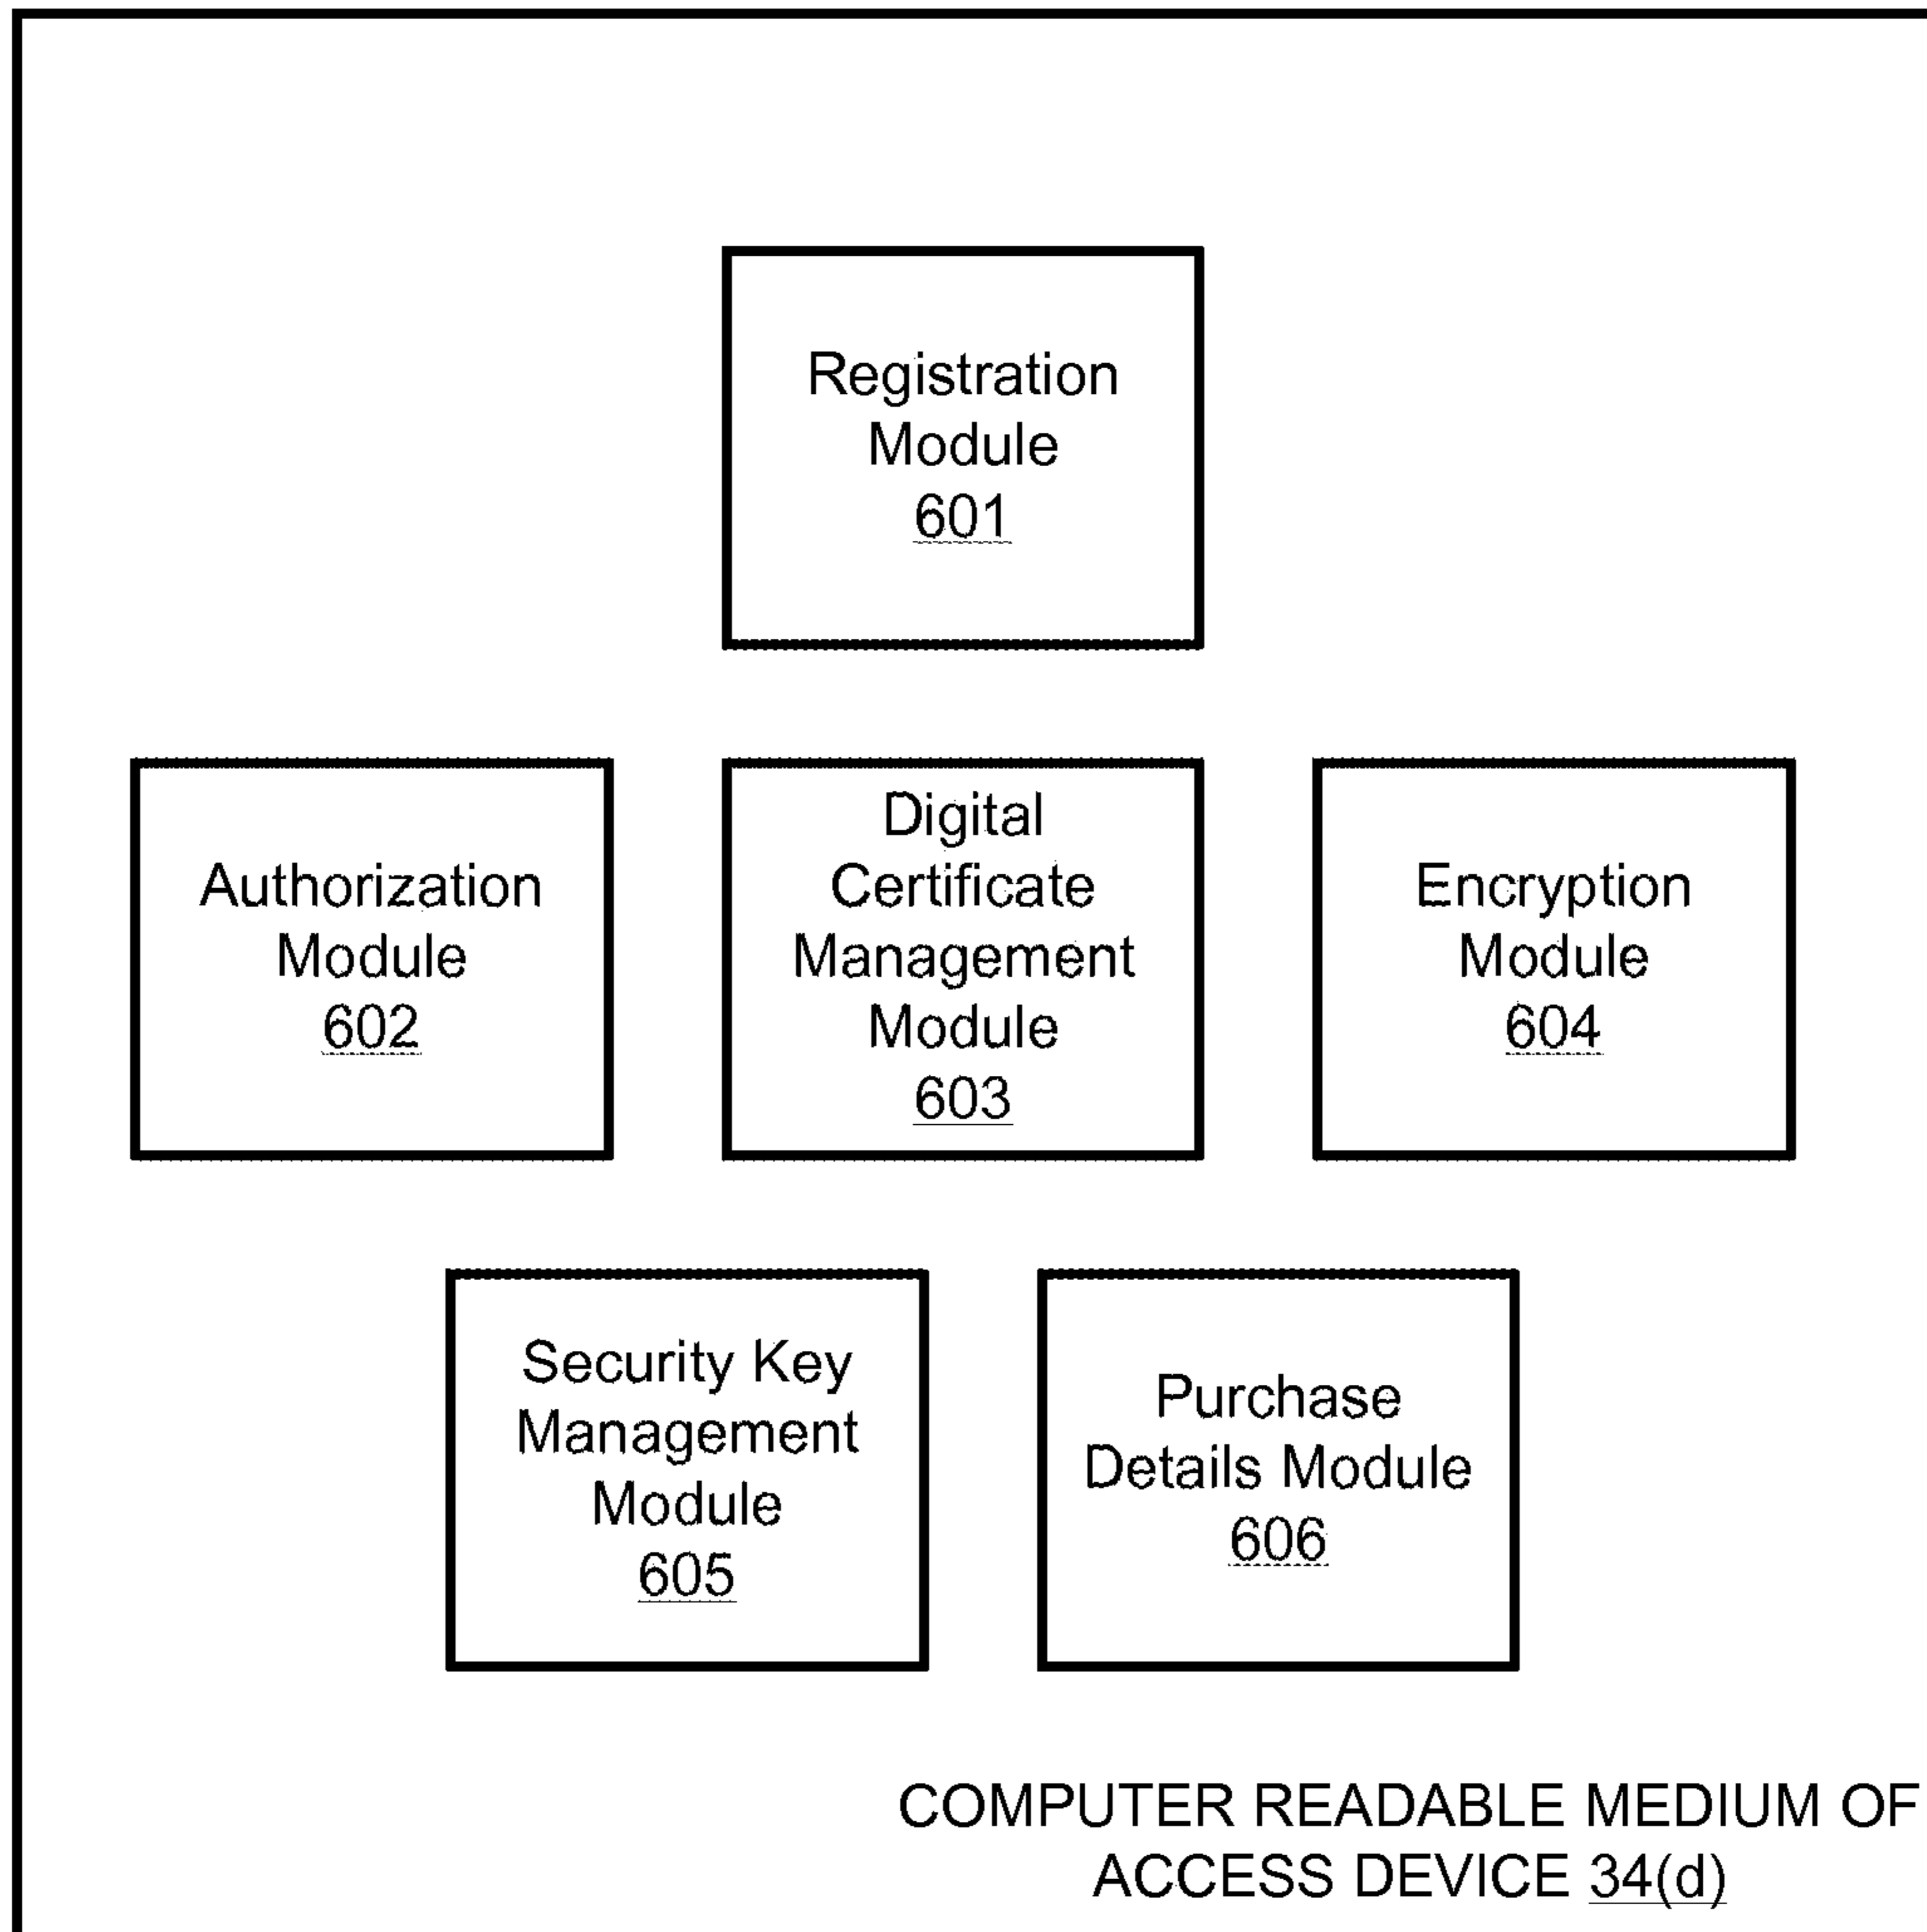 Registration
Module
601
Authorization
Module
602
Digital
Certificate
Management
Module
603
Encryption
Module
604
Security Key
Management
Module
605
Purchase
Details Module
606
COMPUTER READABLE MEDIUM OF
ACCESS DEVICE 34(d)